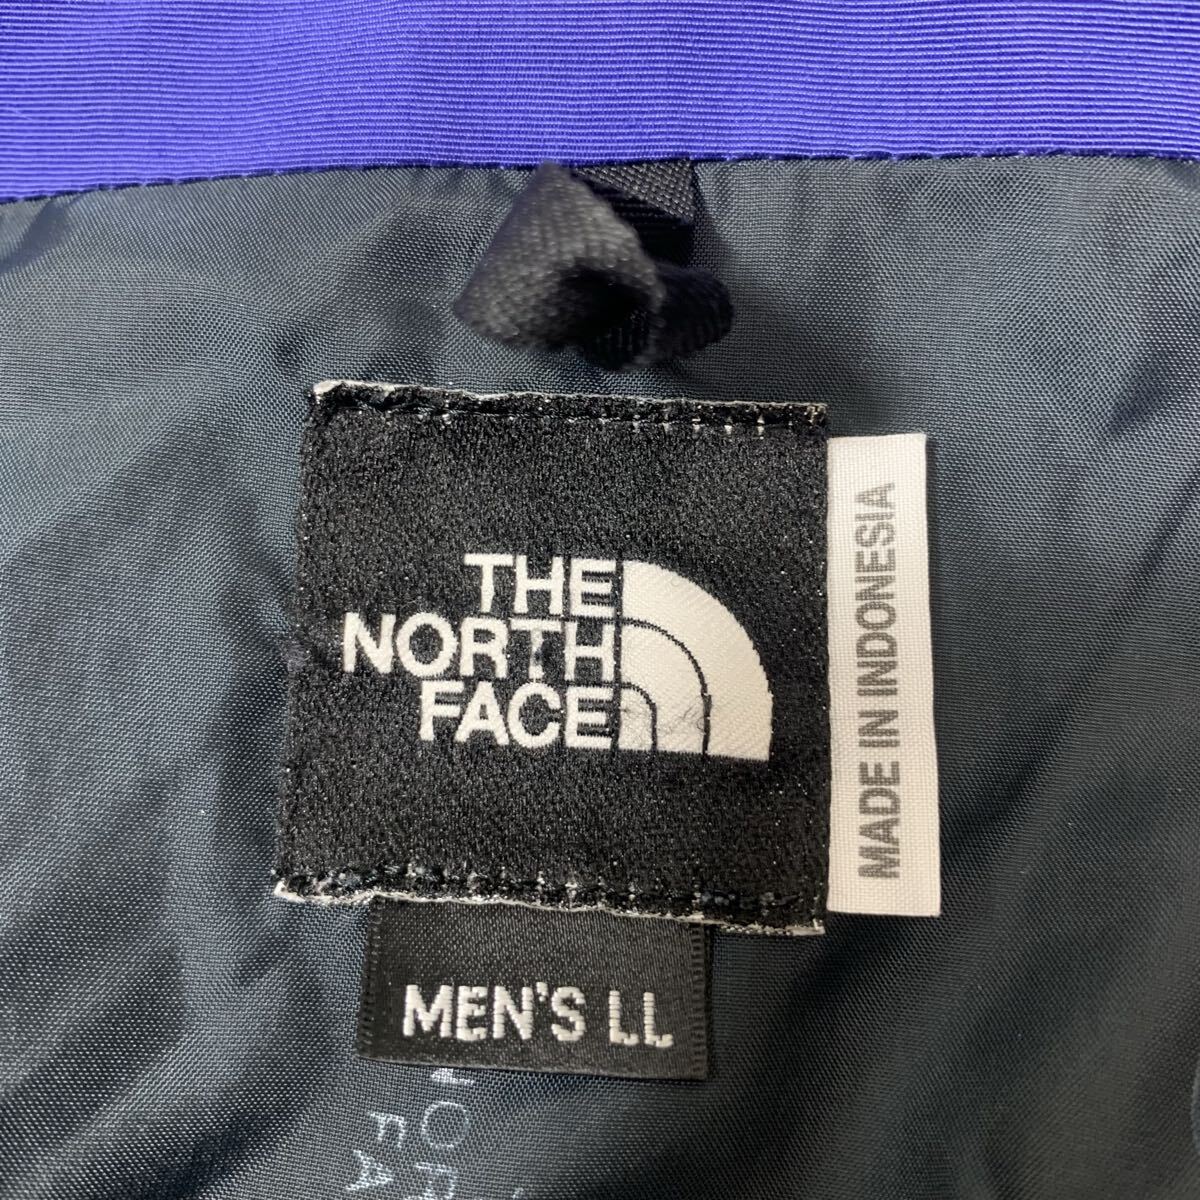 THE
NORTH
FACE
MADE IN INDONESIA
MEN'S LL